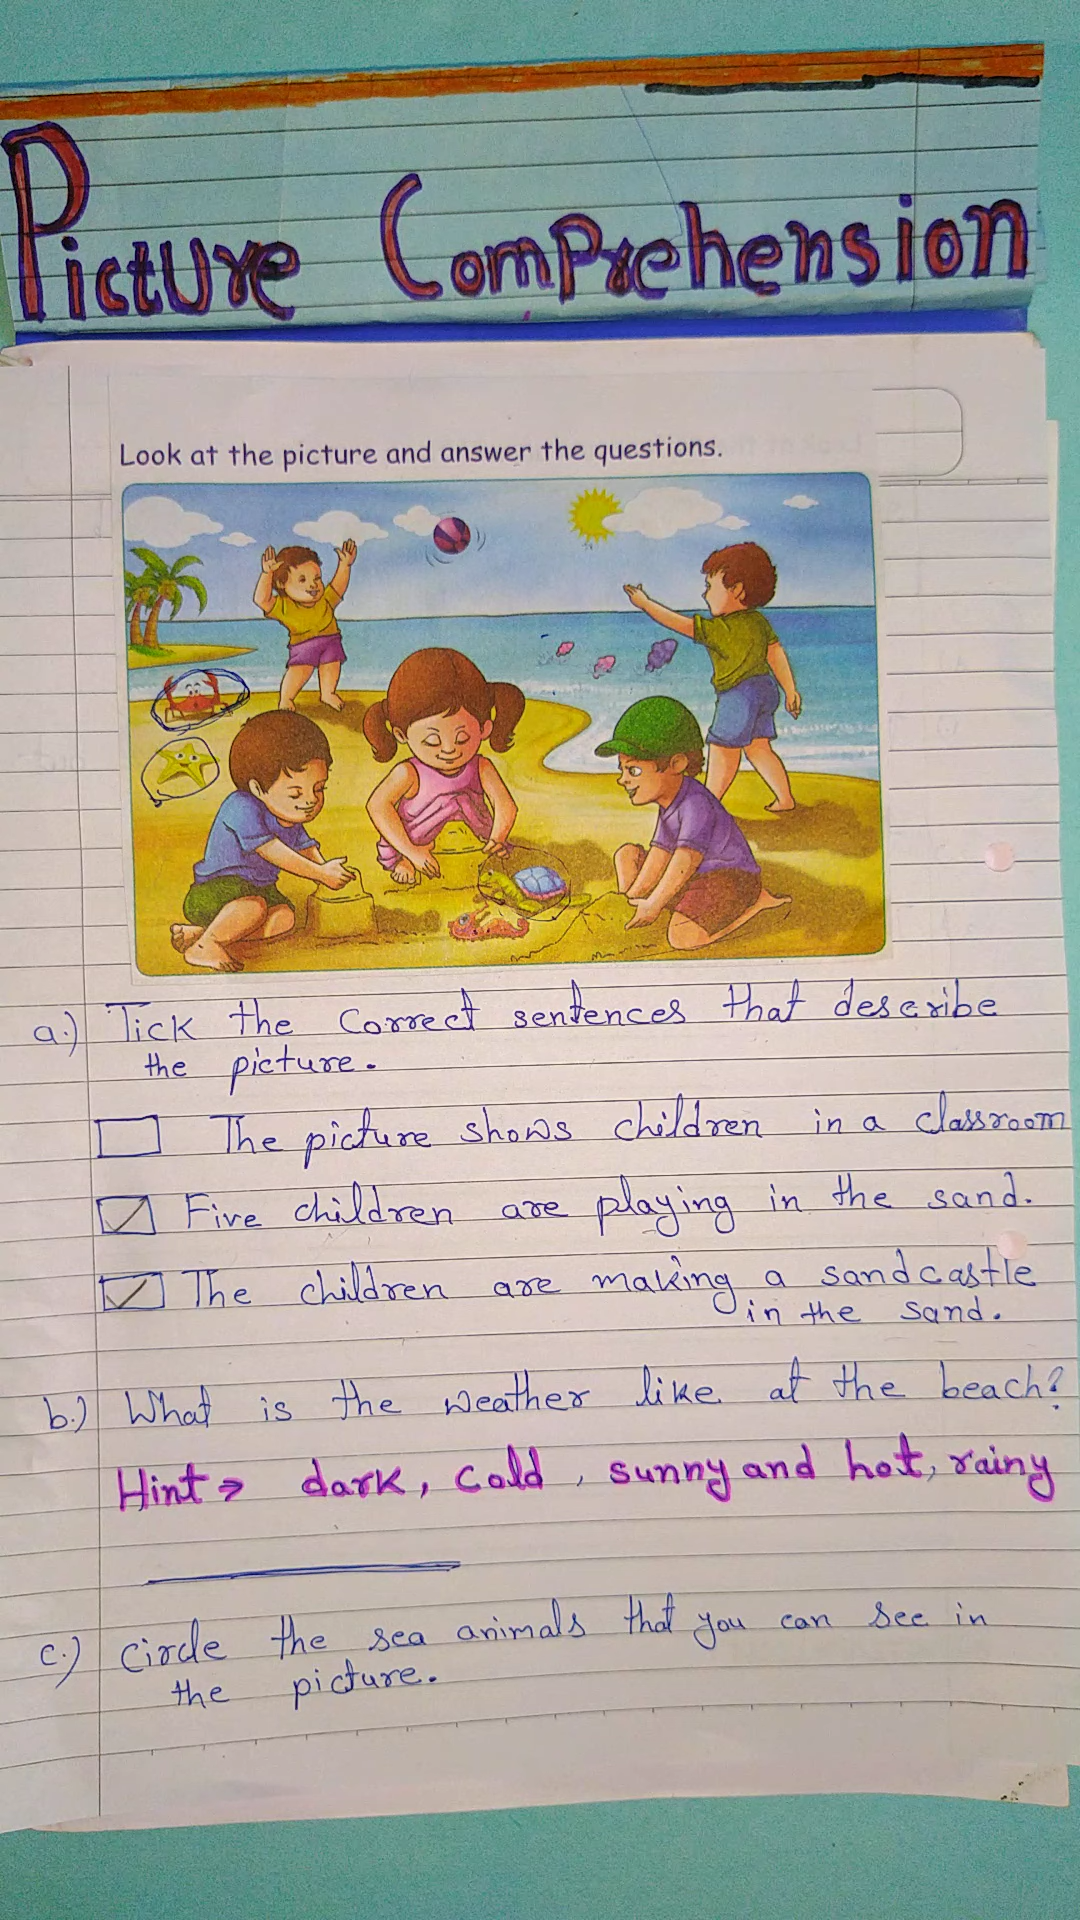 Picture Comprehension
Look at the picture and answer the questions.
a.) Tick the correct sentences that describe
the picture.
The picture shows children in a classroom
Five children are playing in the sand.
The children are making a sandcastle
in the sand.
b.) What is the weather like at the beach?
Hint → dark, cold, sunny and hot, rainy
c.) Circle the sea animals that you can see in
the picture.